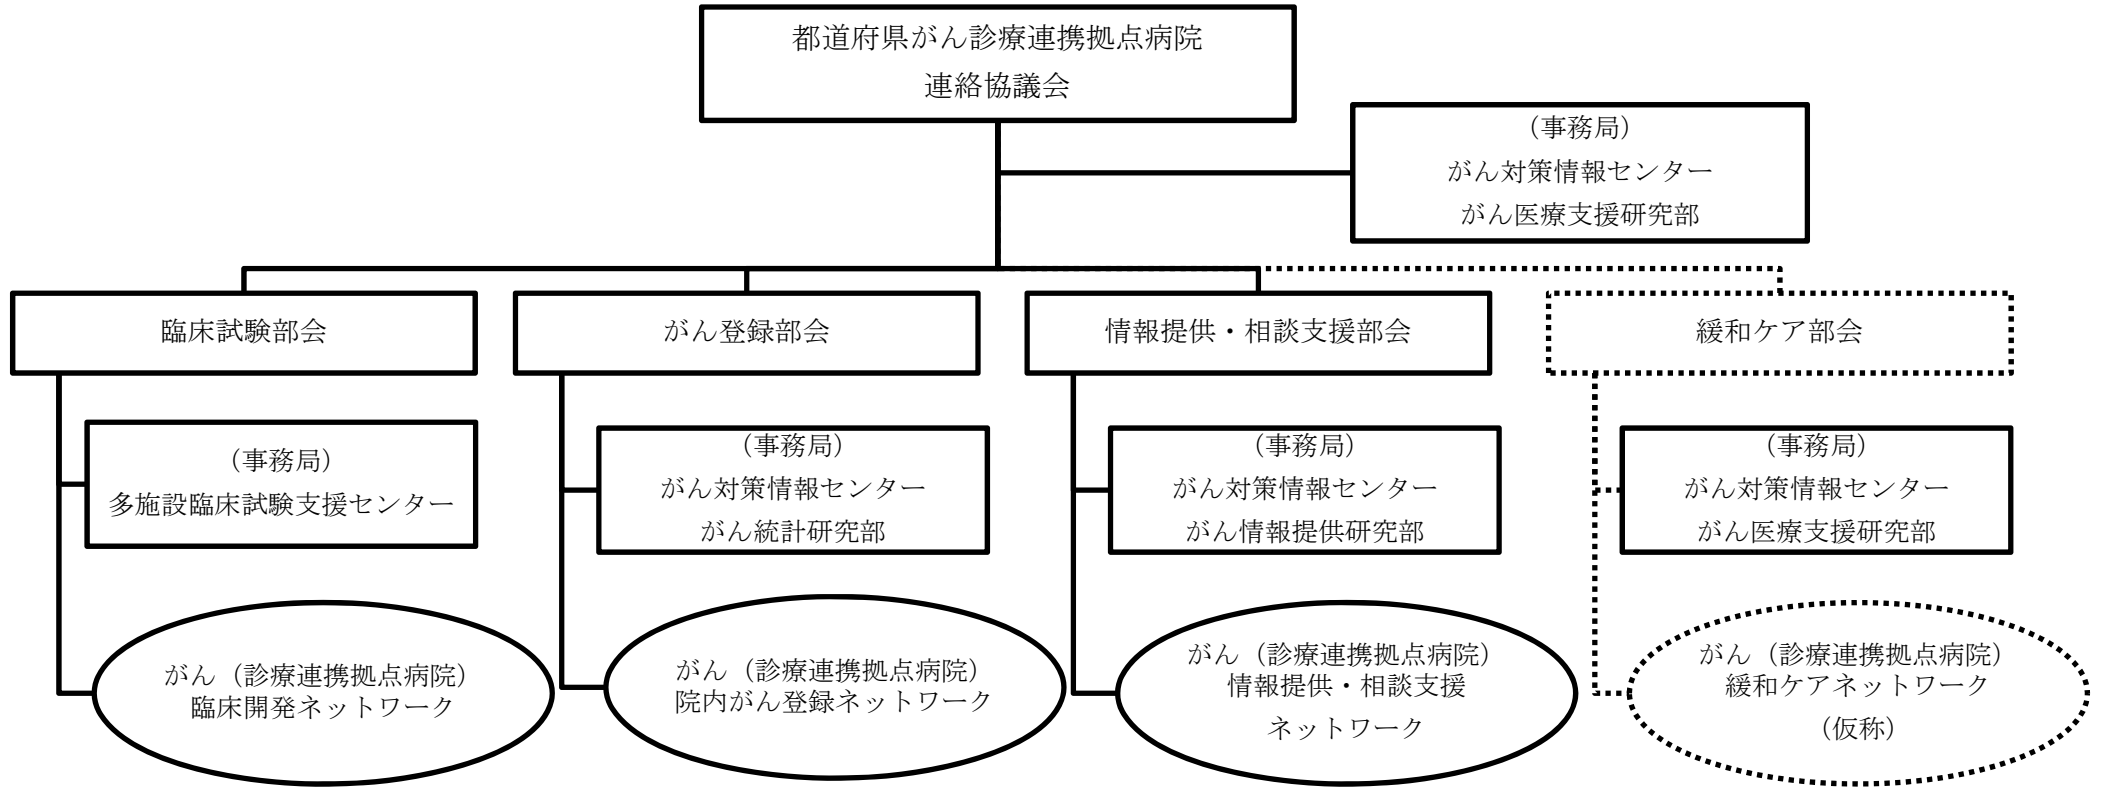 都道府県がん診療連携拠点病院
連絡協議会
（事務局）
がん対策情報センター
がん医療支援研究部
臨床試験部会
がん登録部会
情報提供・相談支援部会
緩和ケア部会
（事務局）
多施設臨床試験支援センター
（事務局）
がん対策情報センター
がん統計研究部
（事務局）
がん対策情報センター
がん情報提供研究部
（事務局）
がん対策情報センター
がん医療支援研究部
がん（診療連携拠点病院）
臨床開発ネットワーク
がん（診療連携拠点病院）
院内がん登録ネットワーク
がん（診療連携拠点病院）
情報提供・相談支援
ネットワーク
がん（診療連携拠点病院）
緩和ケアネットワーク
（仮称）